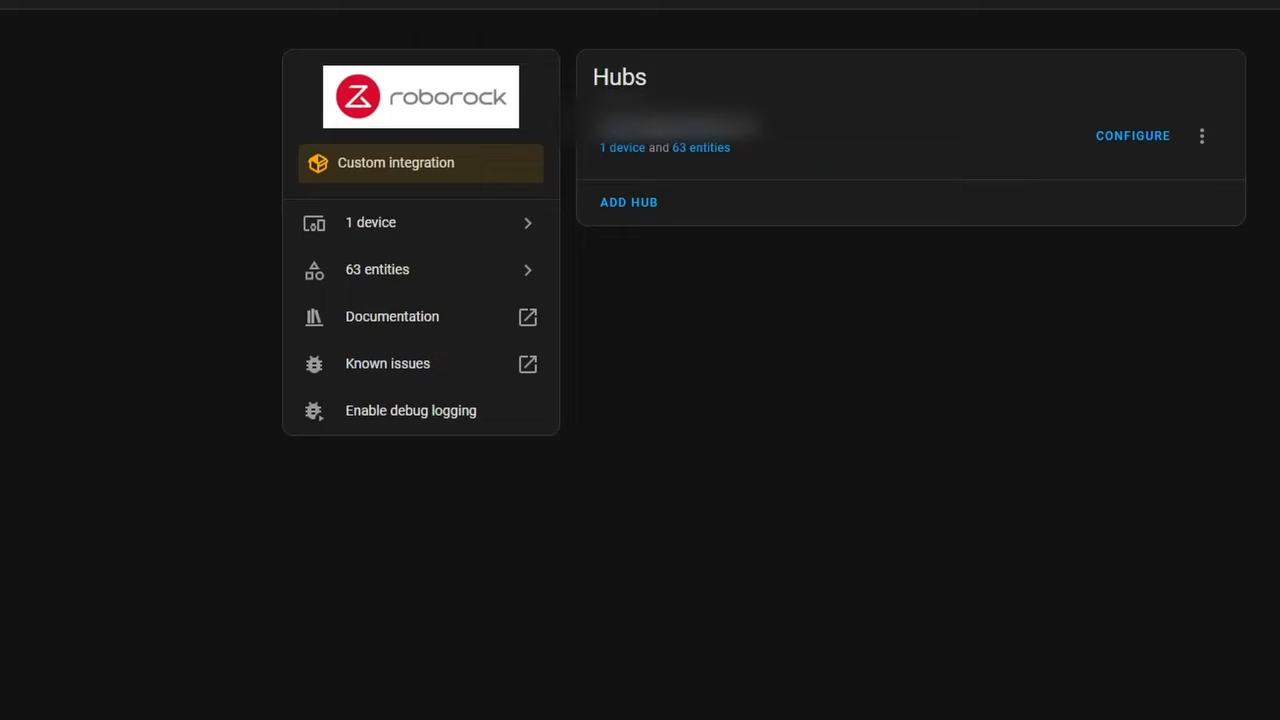 roborock
Custom integration
1 device
63 entities
Documentation
Known issues
Enable debug logging
Hubs
1 device and 63 entities
CONFIGURE
ADD HUB